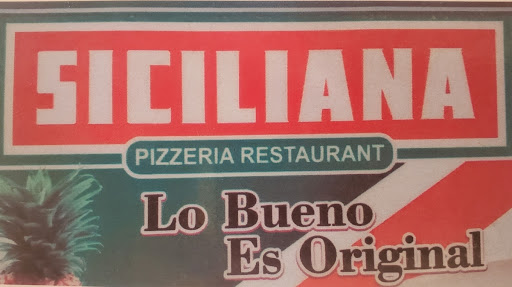 SICILIANA
PIZZERIA RESTAURANT
Lo Bueno
Es Original